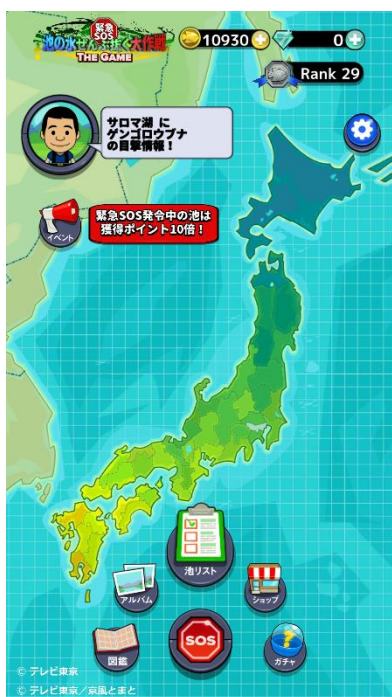 緊急
SOS
池の水ぜんぶ抜く大作戦
THE GAME
10930
0
Rank 29
サロマ湖 に
ゲンゴロウブナ
の目撃情報！
イベント
緊急SOS発令中の池は
獲得ポイント10倍！
池リスト
アルバム
ショップ
図鑑
SOS
ガチャ
© テレビ東京
© テレビ東京／京風とまと